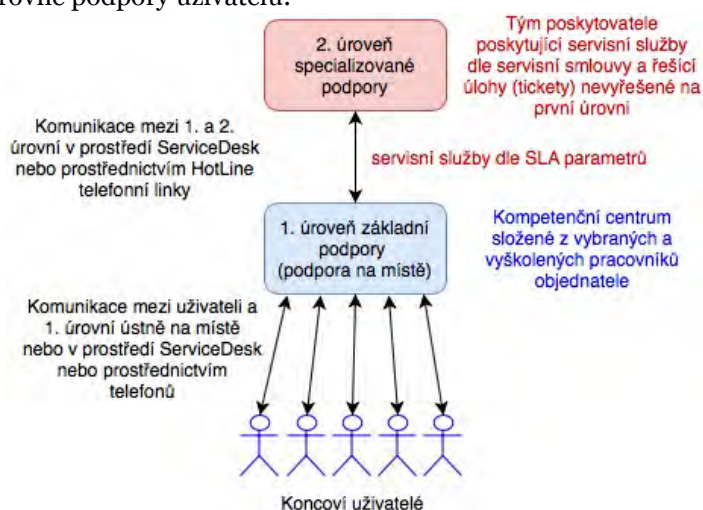 úrovně podpory uživatelů.
2. úroveň
specializované
podpory
Tým poskytovatele
poskytující servisní služby
dle servisní smlouvy a řešící
úlohy (tickety) nevyřešené na
první úrovni
Komunikace mezi 1. a 2.
úrovní v prostředí ServiceDesk
nebo prostřednictvím HotLine
telefonní linky
servisní služby dle SLA parametrů
1. úroveň základní
podpory
(podpora na místě)
Kompetenční centrum
složené z vybraných a
vyškolených pracovníků
objednatele
Komunikace mezi uživateli a
1. úrovní ústně na místě
nebo v prostředí ServiceDesk
nebo prostřednictvím
telefonů
Koncoví uživatelé